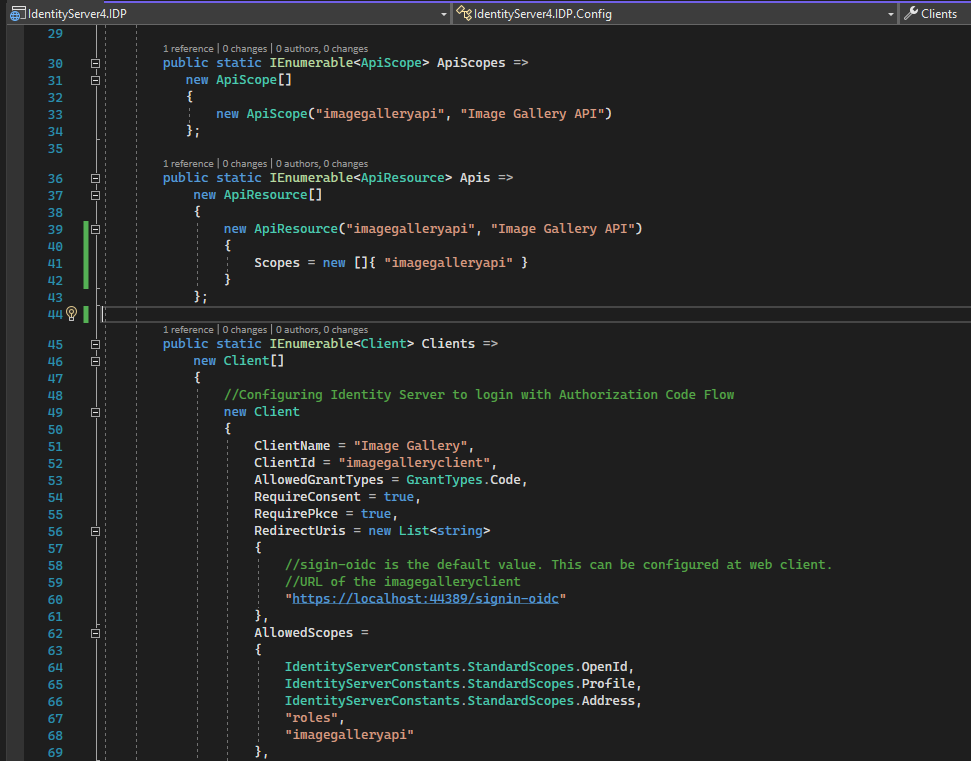 IdentityServer4.IDP IdentityServer4.IDP.Config Clients
29
1 reference | 0 changes | 0 authors, 0 changes
30 public static IEnumerable<ApiScope> ApiScopes =>
31 new ApiScope[]
32 {
33 new ApiScope("imagegalleryapi", "Image Gallery API")
34 };
35
1 reference | 0 changes | 0 authors, 0 changes
36 public static IEnumerable<ApiResource> Apis =>
37 new ApiResource[]
38 {
39 new ApiResource("imagegalleryapi", "Image Gallery API")
40 {
41 Scopes = new []{ "imagegalleryapi" }
42 }
43 };
44
1 reference | 0 changes | 0 authors, 0 changes
45 public static IEnumerable<Client> Clients =>
46 new Client[]
47 {
48 //Configuring Identity Server to login with Authorization Code Flow
49 new Client
50 {
51 ClientName = "Image Gallery",
52 ClientId = "imagegalleryclient",
53 AllowedGrantTypes = GrantTypes.Code,
54 RequireConsent = true,
55 RequirePkce = true,
56 RedirectUris = new List<string>
57 {
58 //sigin-oidc is the default value. This can be configured at web client.
59 //URL of the imagegalleryclient
60 "https://localhost:44389/signin-oidc"
61 },
62 AllowedScopes =
63 {
64 IdentityServerConstants.StandardScopes.OpenId,
65 IdentityServerConstants.StandardScopes.Profile,
66 IdentityServerConstants.StandardScopes.Address,
67 "roles",
68 "imagegalleryapi"
69 },